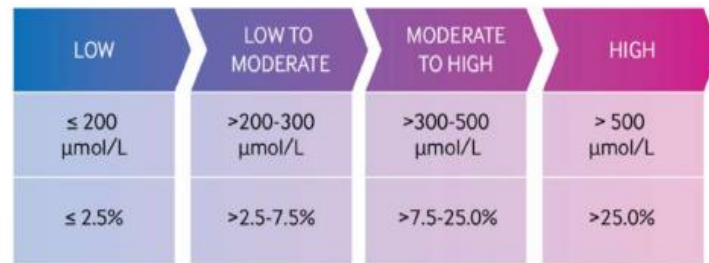 LOW
LOW TO
MODERATE
MODERATE
TO HIGH
HIGH
≤ 200
μmol/L
>200-300
μmol/L
>300-500
μmol/L
> 500
μmol/L
≤ 2.5%
>2.5-7.5%
>7.5-25.0%
>25.0%